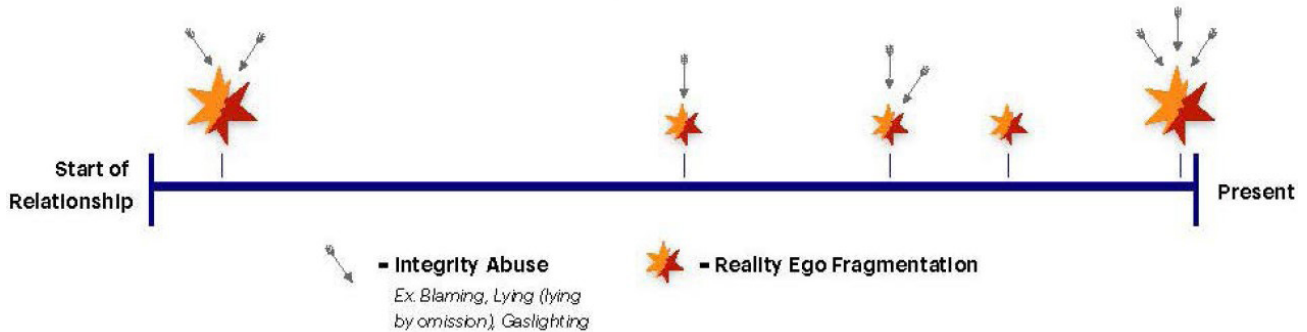 Start of
Relationship
Present
- Integrity Abuse
Ex. Blaming, Lying (lying
by omission), Gaslighting
- Reality Ego Fragmentation